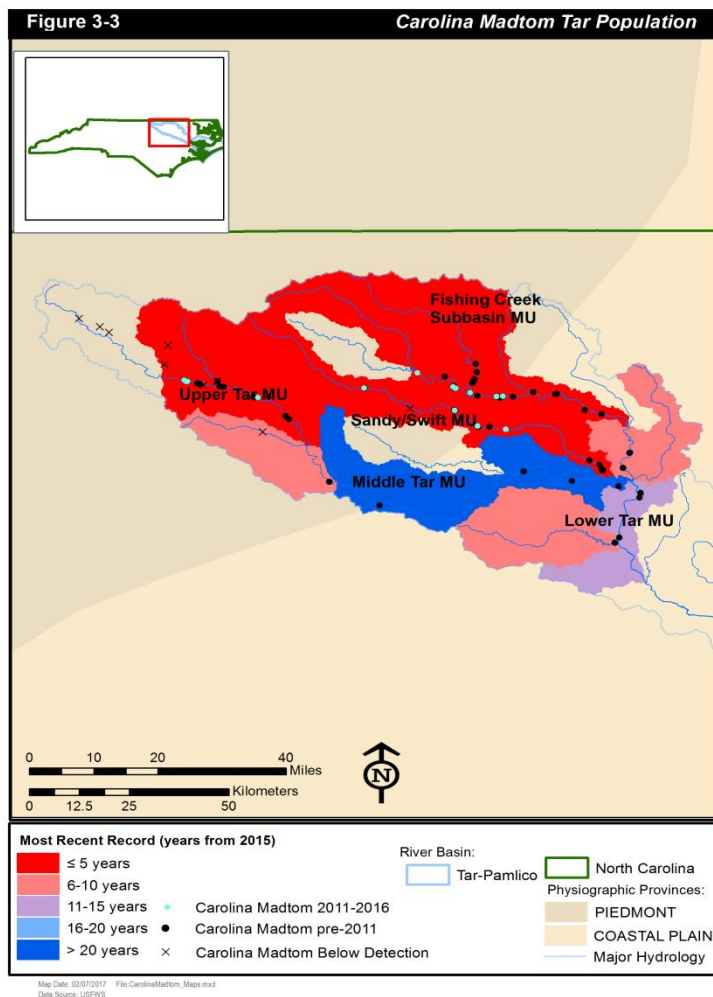 Figure 3-3 Carolina Madtom Tar Population
Fishing Creek
Subbasin MU
Upper Tar MU
Sandy/Swift MU
Middle Tar MU
Lower Tar MU
0 10 20 40
Miles
Kilometers
0 12.5 25 50
N
Most Recent Record (years from 2015)
≤ 5 years
6-10 years
11-15 years
16-20 years
> 20 years
Carolina Madtom 2011-2016
Carolina Madtom pre-2011
Carolina Madtom Below Detection
River Basin:
Tar-Pamlico
North Carolina
Physiographic Provinces:
PIEDMONT
COASTAL PLAIN
Major Hydrology
Map Date: 02/07/2017 File:CarolinaMadtom_Maps.mxd
Data Source: USFWS